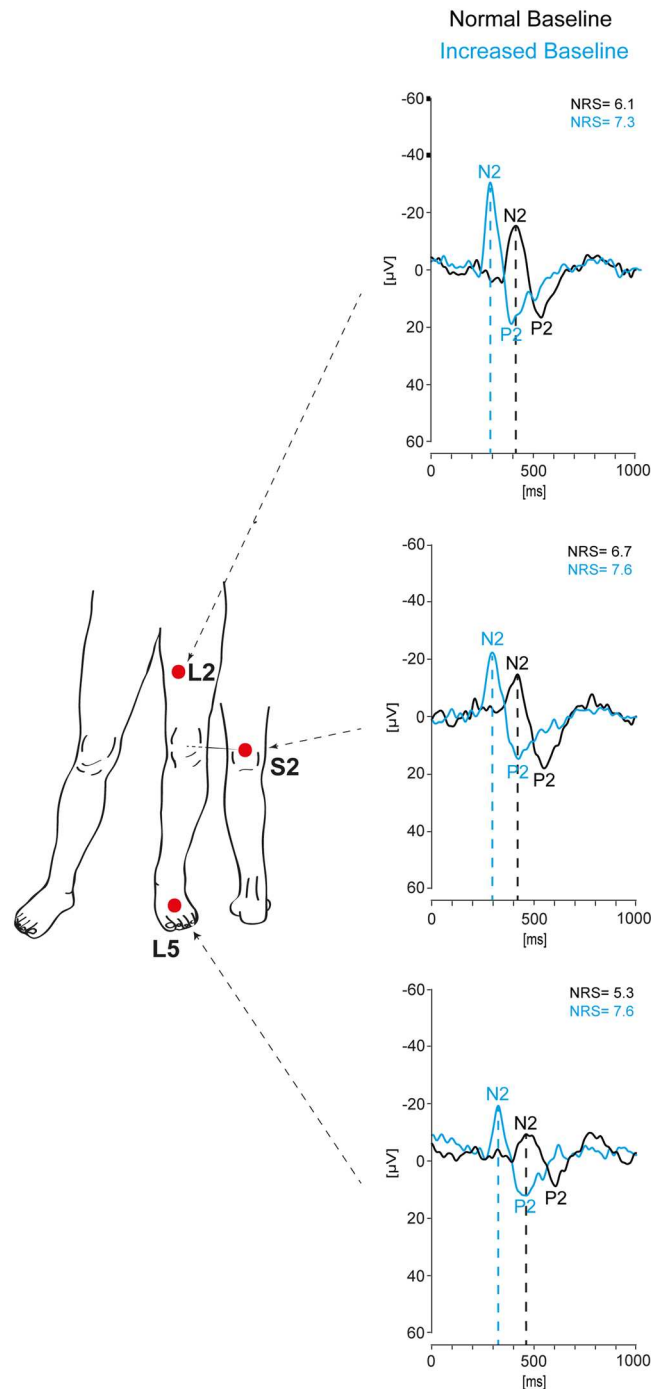 Normal Baseline
Increased Baseline
-60
-40
-20
0
20
40
60
[µV]
NRS= 6.1
NRS= 7.3
N2
N2
P2
P2
0
500
1000
[ms]
L2
S2
L5
-60
-40
-20
0
20
40
60
[µV]
NRS= 6.7
NRS= 7.6
N2
N2
P2
P2
0
500
1000
[ms]
-60
-40
-20
0
20
40
60
[µV]
NRS= 5.3
NRS= 7.6
N2
N2
P2
P2
0
500
1000
[ms]